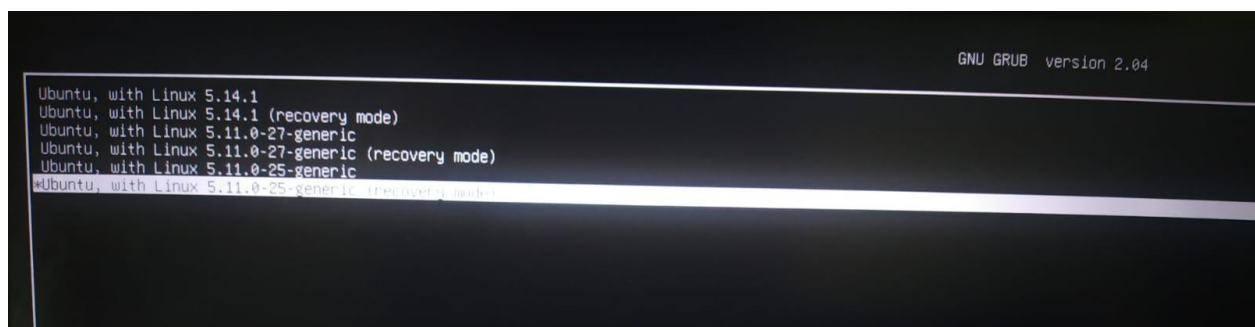 GNU GRUB version 2.04
Ubuntu, with Linux 5.14.1
Ubuntu, with Linux 5.14.1 (recovery mode)
Ubuntu, with Linux 5.11.0-27-generic
Ubuntu, with Linux 5.11.0-27-generic (recovery mode)
Ubuntu, with Linux 5.11.0-25-generic
*Ubuntu, with Linux 5.11.0-25-generic (recovery mode)